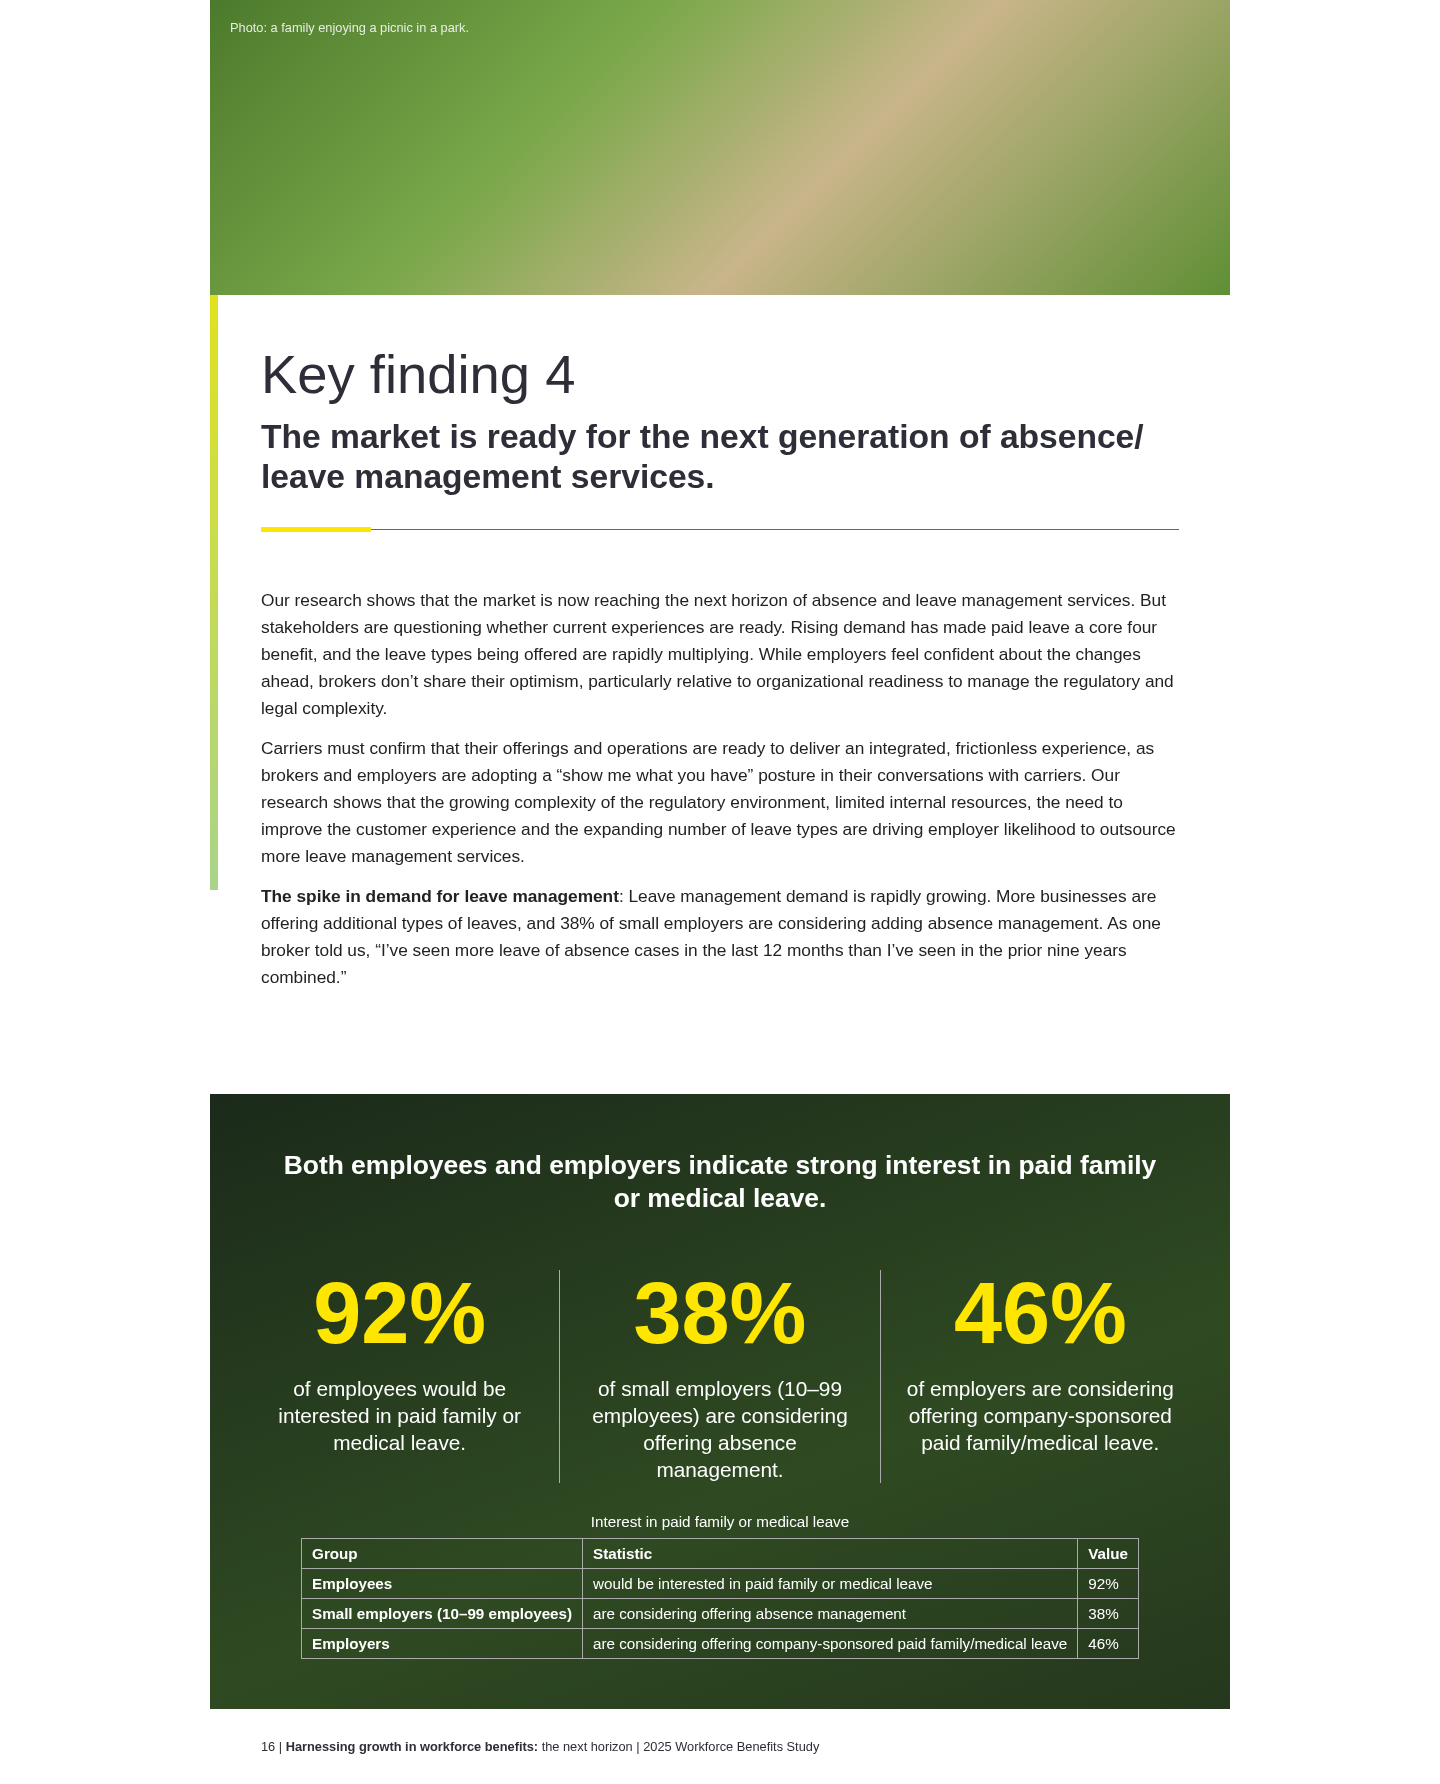 Photo: a family enjoying a picnic in a park.
Key finding 4
The market is ready for the next generation of absence/
leave management services.
Our research shows that the market is now reaching the next horizon of absence and leave management services. But
stakeholders are questioning whether current experiences are ready. Rising demand has made paid leave a core four
benefit, and the leave types being offered are rapidly multiplying. While employers feel confident about the changes
ahead, brokers don’t share their optimism, particularly relative to organizational readiness to manage the regulatory and
legal complexity.
Carriers must confirm that their offerings and operations are ready to deliver an integrated, frictionless experience, as
brokers and employers are adopting a “show me what you have” posture in their conversations with carriers. Our
research shows that the growing complexity of the regulatory environment, limited internal resources, the need to
improve the customer experience and the expanding number of leave types are driving employer likelihood to outsource
more leave management services.
The spike in demand for leave management: Leave management demand is rapidly growing. More businesses are
offering additional types of leaves, and 38% of small employers are considering adding absence management. As one
broker told us, “I’ve seen more leave of absence cases in the last 12 months than I’ve seen in the prior nine years
combined.”
Both employees and employers indicate strong interest in paid family
or medical leave.
92%
of employees would be
interested in paid family or
medical leave.
38%
of small employers (10–99
employees) are considering
offering absence
management.
46%
of employers are considering
offering company-sponsored
paid family/medical leave.
Interest in paid family or medical leave
Group Statistic Value
Employees would be interested in paid family or medical leave 92%
Small employers (10–99 employees) are considering offering absence management 38%
Employers are considering offering company-sponsored paid family/medical leave 46%
16 | Harnessing growth in workforce benefits: the next horizon | 2025 Workforce Benefits Study